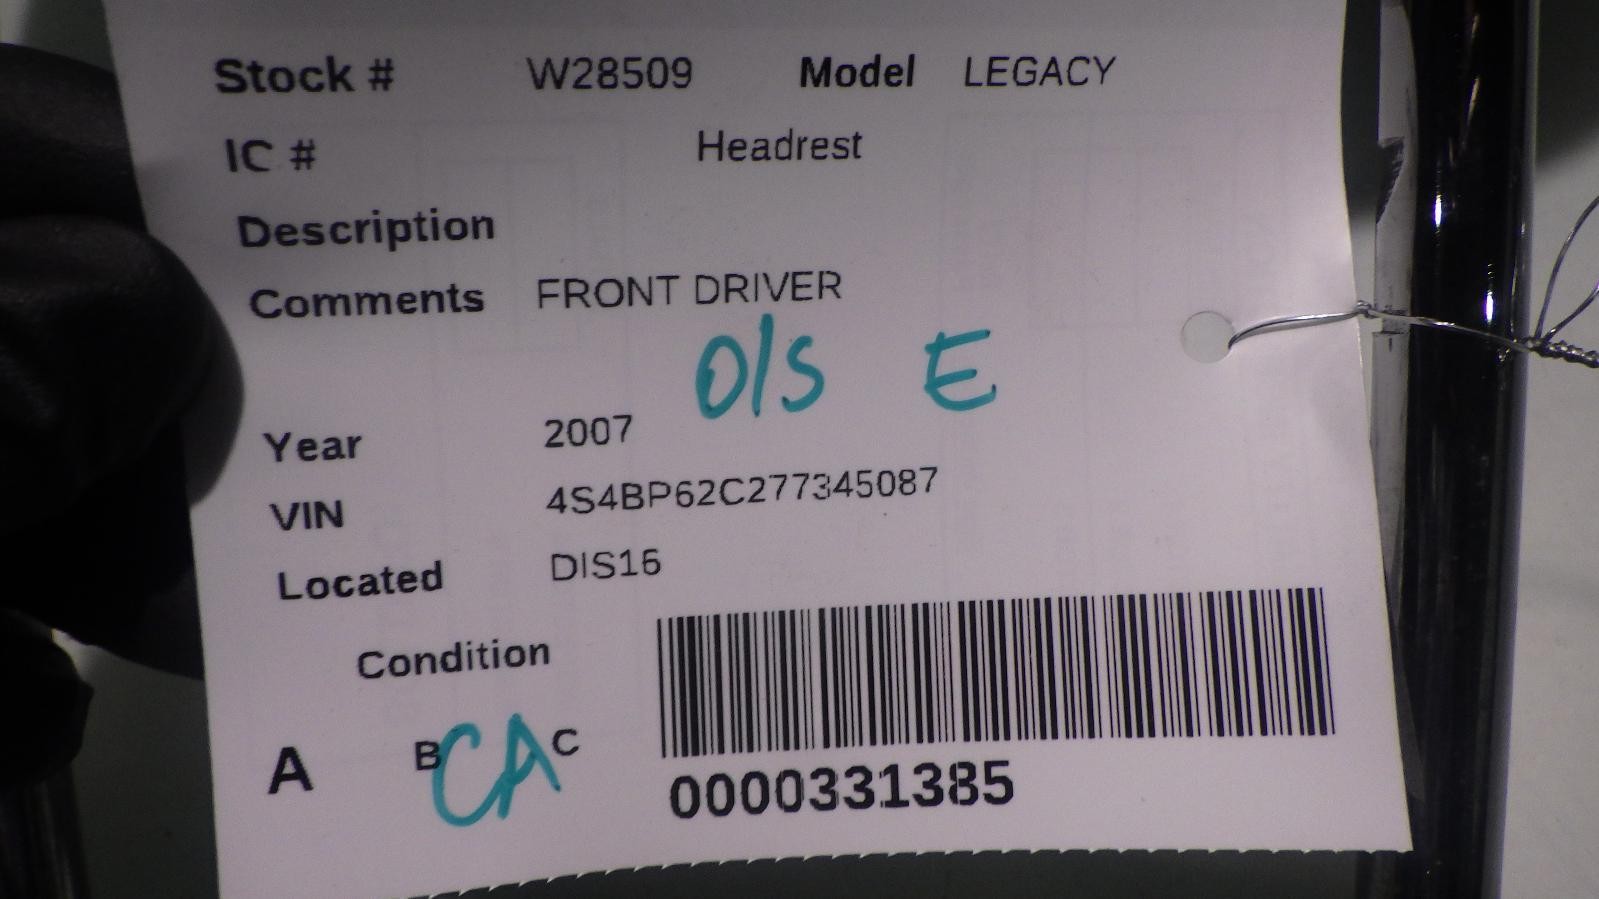 Stock # W28509 Model LEGACY
IC # Headrest
Description
Comments FRONT DRIVER
O/S E
Year 2007
VIN 4S4BP62C277345087
Located DIS16
Condition
A B CA C
0000331385